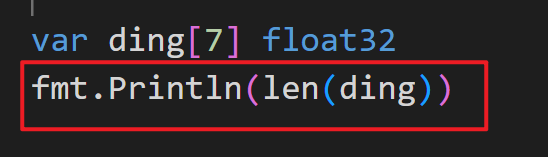 var ding[7] float32
fmt.Println(len(ding))